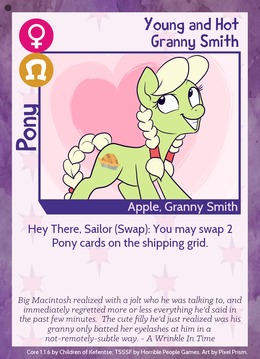 Young and Hot
Granny Smith
Pony
Apple, Granny Smith
Hey There, Sailor (Swap): You may swap 2
Pony cards on the shipping grid.
Big Macintosh realized with a jolt who he was talking to, and
immediately regretted more or less everything he'd said in
the past few minutes. The cute filly he'd just realized was his
granny only batted her eyelashes at him in a
not-remotely-subtle way. - A Wrinkle In Time
Core 1.1.6 by Children of Kefentse; TSSSF by Horrible People Games. Art by Pixel Prism.